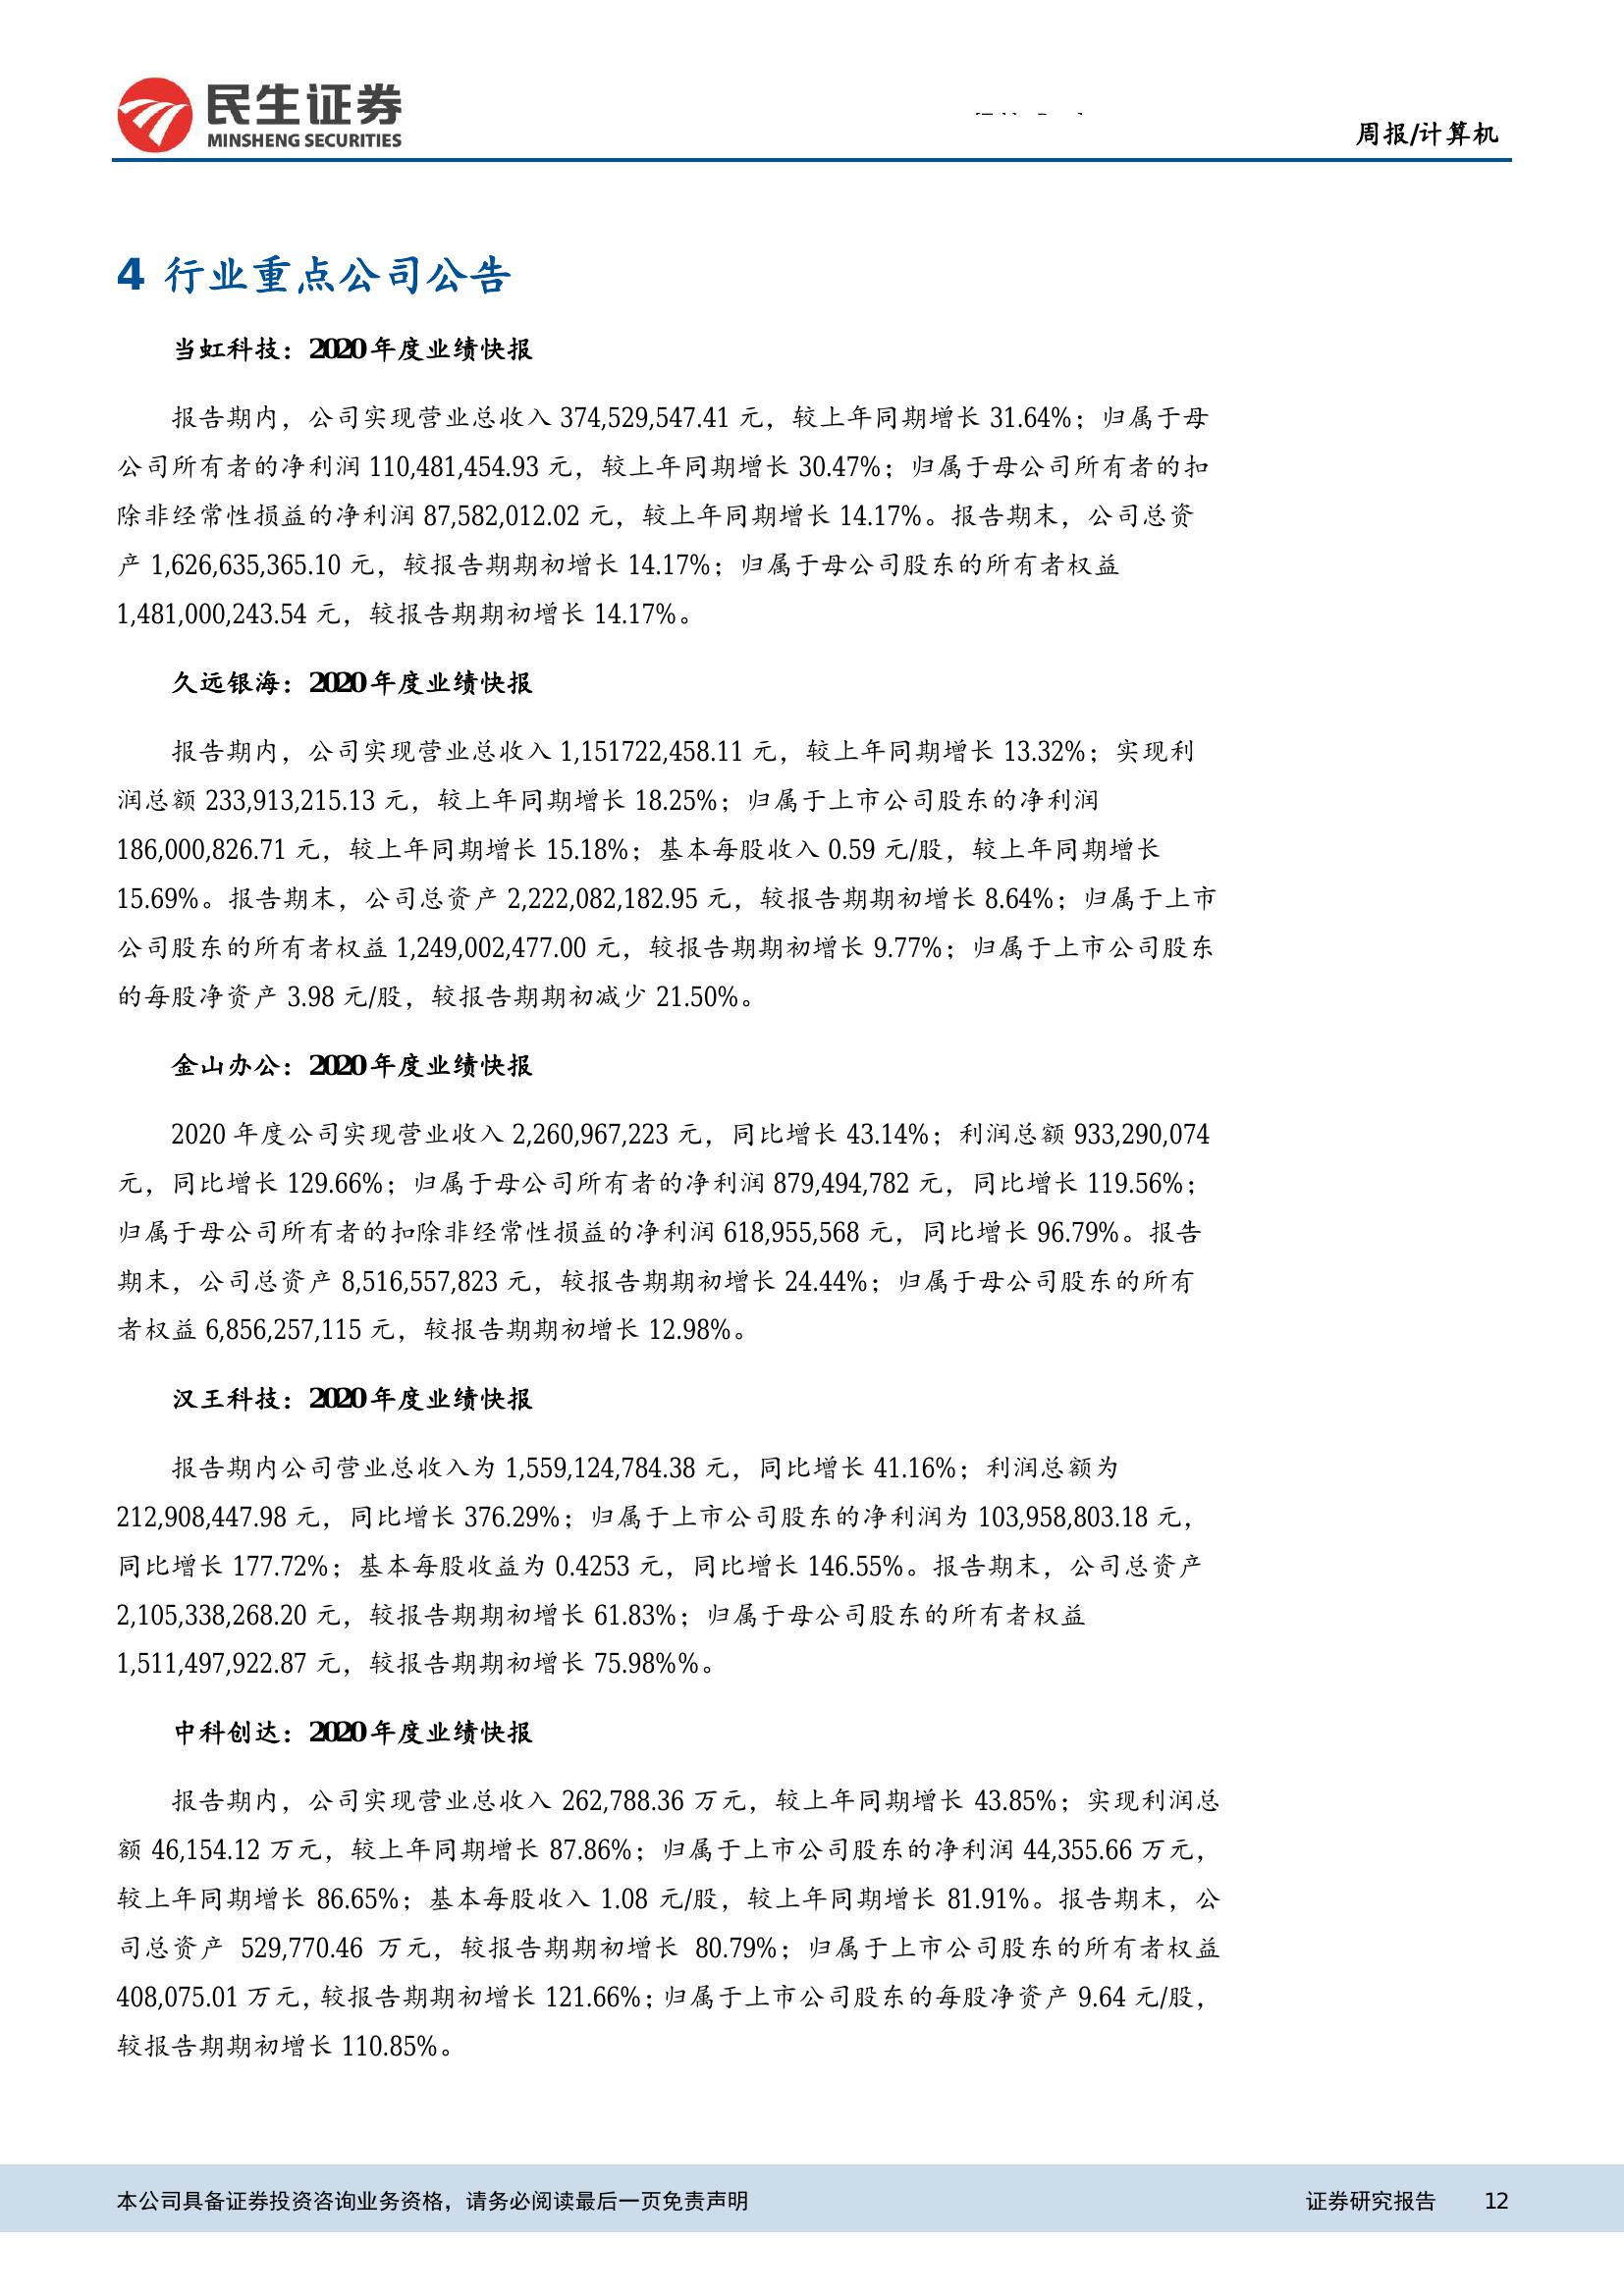 民生证券
MINSHENG SECURITIES
周报/计算机
4 行业重点公司公告
当虹科技：2020 年度业绩快报
报告期内，公司实现营业总收入 374,529,547.41 元，较上年同期增长 31.64%；归属于母
公司所有者的净利润 110,481,454.93 元，较上年同期增长 30.47%；归属于母公司所有者的扣
除非经常性损益的净利润 87,582,012.02 元，较上年同期增长 14.17%。报告期末，公司总资
产 1,626,635,365.10 元，较报告期期初增长 14.17%；归属于母公司股东的所有者权益
1,481,000,243.54 元，较报告期期初增长 14.17%。
久远银海：2020 年度业绩快报
报告期内，公司实现营业总收入 1,151722,458.11 元，较上年同期增长 13.32%；实现利
润总额 233,913,215.13 元，较上年同期增长 18.25%；归属于上市公司股东的净利润
186,000,826.71 元，较上年同期增长 15.18%；基本每股收入 0.59 元/股，较上年同期增长
15.69%。报告期末，公司总资产 2,222,082,182.95 元，较报告期期初增长 8.64%；归属于上市
公司股东的所有者权益 1,249,002,477.00 元，较报告期期初增长 9.77%；归属于上市公司股东
的每股净资产 3.98 元/股，较报告期期初减少 21.50%。
金山办公：2020 年度业绩快报
2020 年度公司实现营业收入 2,260,967,223 元，同比增长 43.14%；利润总额 933,290,074
元，同比增长 129.66%；归属于母公司所有者的净利润 879,494,782 元，同比增长 119.56%；
归属于母公司所有者的扣除非经常性损益的净利润 618,955,568 元，同比增长 96.79%。报告
期末，公司总资产 8,516,557,823 元，较报告期期初增长 24.44%；归属于母公司股东的所有
者权益 6,856,257,115 元，较报告期期初增长 12.98%。
汉王科技：2020 年度业绩快报
报告期内公司营业总收入为 1,559,124,784.38 元，同比增长 41.16%；利润总额为
212,908,447.98 元，同比增长 376.29%；归属于上市公司股东的净利润为 103,958,803.18 元，
同比增长 177.72%；基本每股收益为 0.4253 元，同比增长 146.55%。报告期末，公司总资产
2,105,338,268.20 元，较报告期期初增长 61.83%；归属于母公司股东的所有者权益
1,511,497,922.87 元，较报告期期初增长 75.98%%。
中科创达：2020 年度业绩快报
报告期内，公司实现营业总收入 262,788.36 万元，较上年同期增长 43.85%；实现利润总
额 46,154.12 万元，较上年同期增长 87.86%；归属于上市公司股东的净利润 44,355.66 万元，
较上年同期增长 86.65%；基本每股收入 1.08 元/股，较上年同期增长 81.91%。报告期末，公
司总资产 529,770.46 万元，较报告期期初增长 80.79%；归属于上市公司股东的所有者权益
408,075.01 万元，较报告期期初增长 121.66%；归属于上市公司股东的每股净资产 9.64 元/股，
较报告期期初增长 110.85%。
本公司具备证券投资咨询业务资格，请务必阅读最后一页免责声明
证券研究报告 12